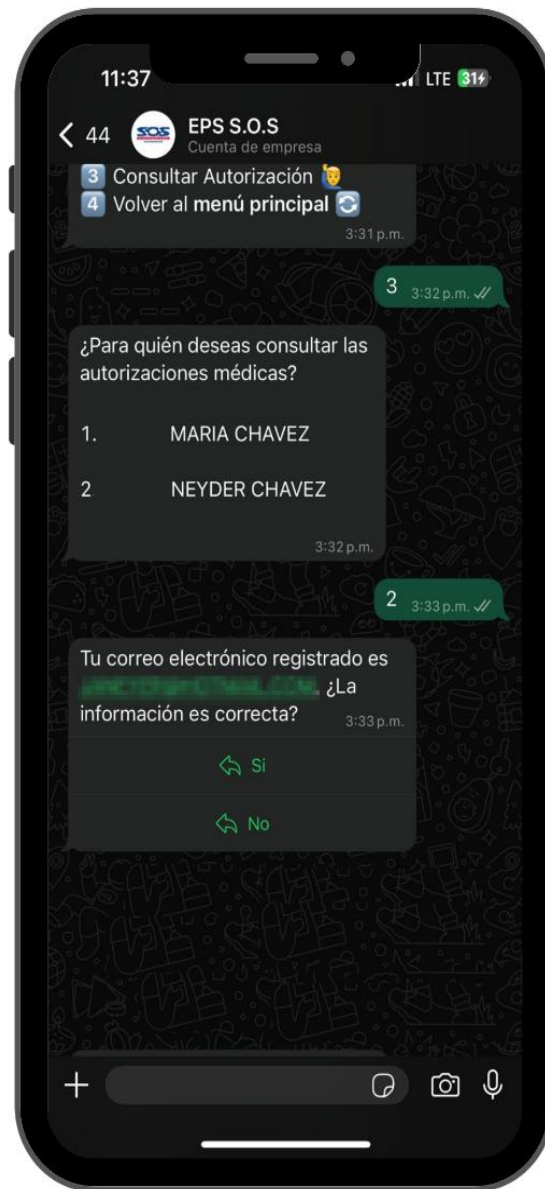 11:37 LTE 31
44 SOS EPS S.O.S
Cuenta de empresa
3 Consultar Autorización
4 Volver al menú principal
3:31 p.m.
3 3:32 p.m.
¿Para quién deseas consultar las
autorizaciones médicas?
1. MARIA CHAVEZ
2 NEYDER CHAVEZ
3:32 p.m.
2 3:33 p.m.
Tu correo electrónico registrado es
. ¿La
información es correcta? 3:33 p.m.
Si
No